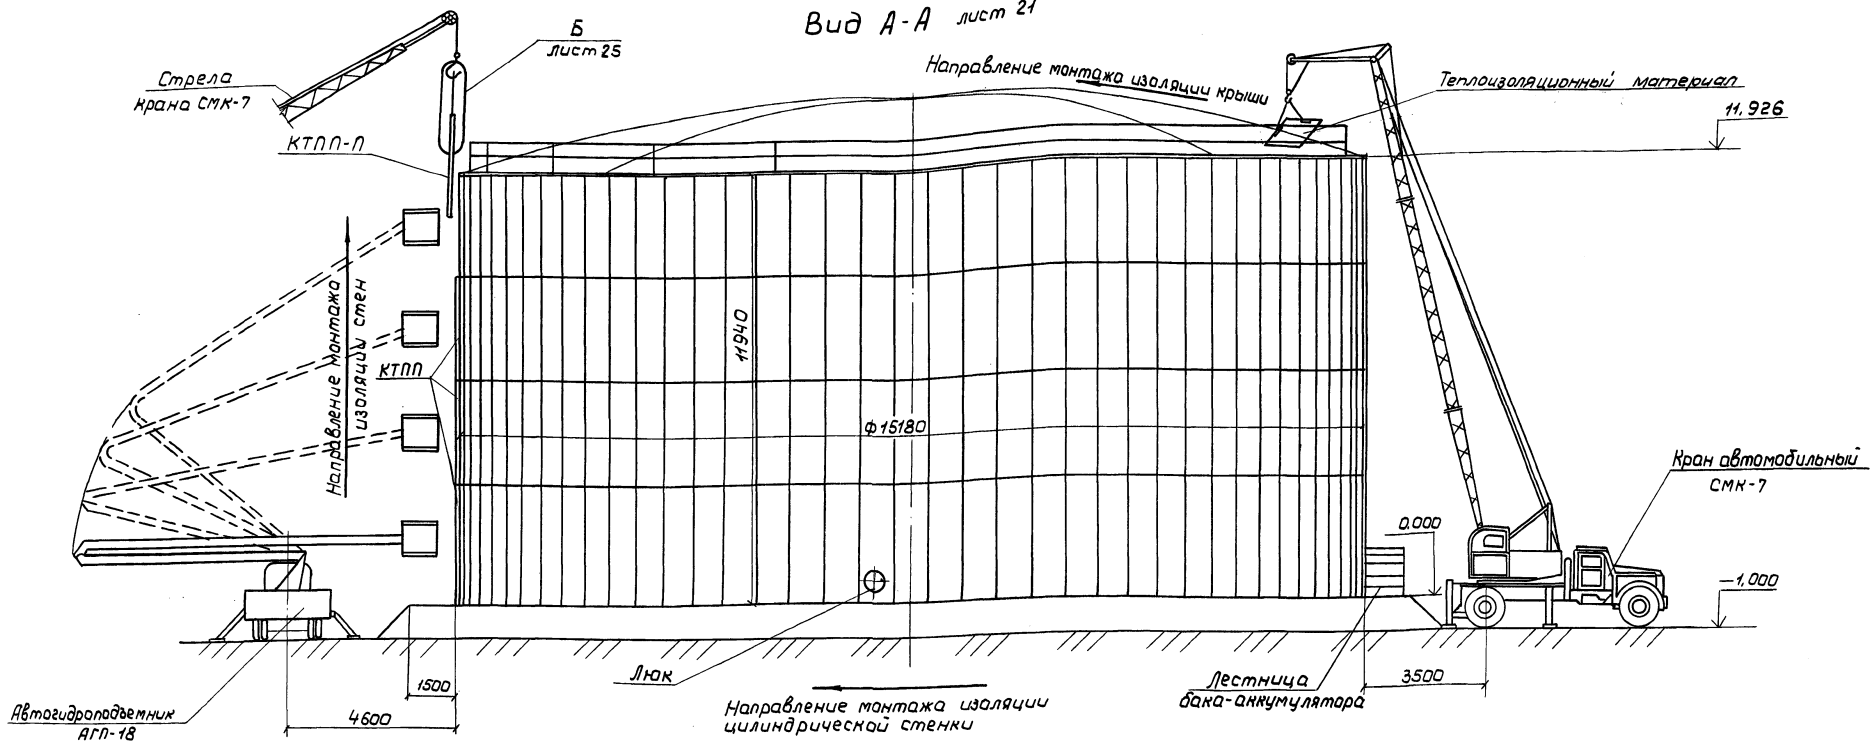 Вид А-А лист 21
Б
лист 25
Стрела
крана СМК-7
КТПП-П
Направление монтажа изоляции крыши
Теплоизоляционный материал
11,926
Направление монтажа
изоляции стен
КТПП
11940
ф15180
Кран автомобильный
СМК-7
0.000
-1,000
Люк
1500
4600
Автогидроподъемник
АГП-18
Направление монтажа изоляции
цилиндрической стенки
Лестница
бака-аккумулятора
3500